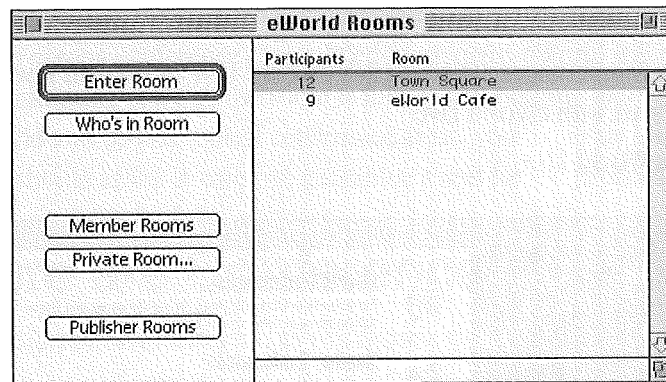 eWorld Rooms
Enter Room
Who's in Room
Member Rooms
Private Room...
Publisher Rooms
Participants Room
12 Town Square
9 eWorld Cafe